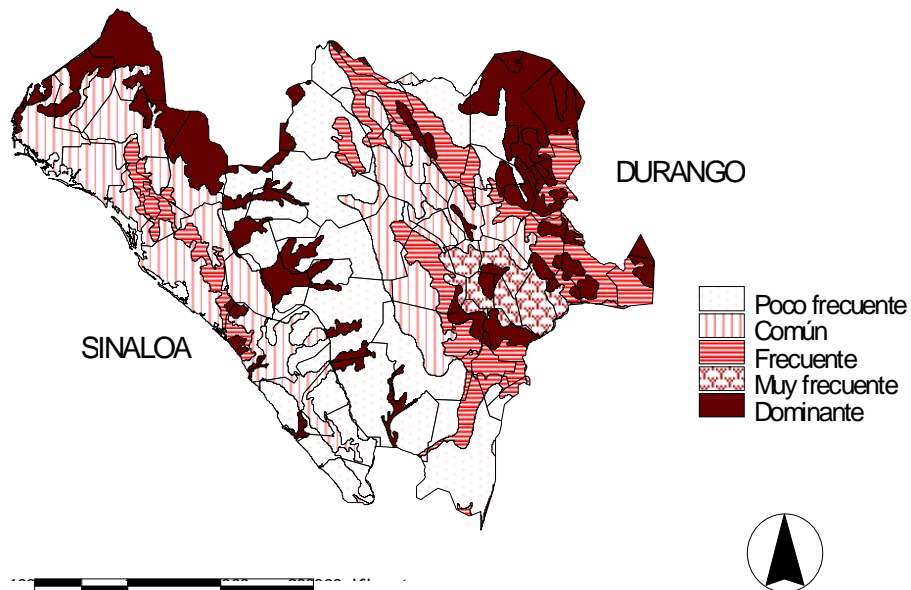 DURANGO
SINALOA
Poco frecuente
Común
Frecuente
Muy frecuente
Dominante